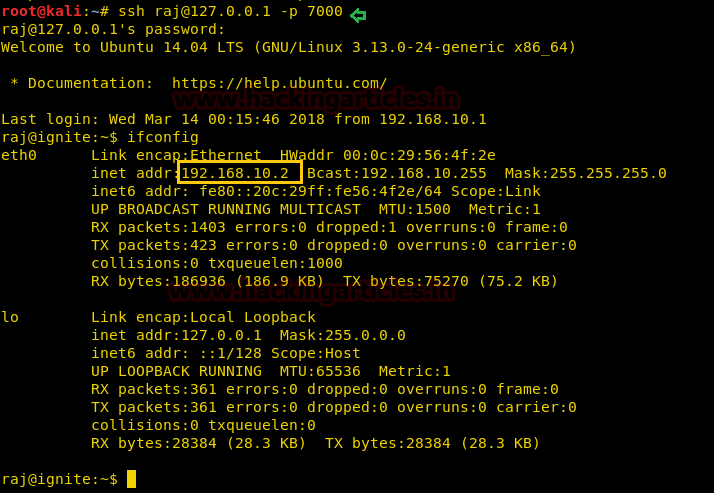 root@kali:~# ssh raj@127.0.0.1 -p 7000
raj@127.0.0.1's password:
Welcome to Ubuntu 14.04 LTS (GNU/Linux 3.13.0-24-generic x86_64)
* Documentation:  https://help.ubuntu.com/
www.hackingarticles.in
Last login: Wed Mar 14 00:15:46 2018 from 192.168.10.1
raj@ignite:~$ ifconfig
eth0      Link encap:Ethernet  HWaddr 00:0c:29:56:4f:2e
inet addr:192.168.10.2  Bcast:192.168.10.255  Mask:255.255.255.0
inet6 addr: fe80::20c:29ff:fe56:4f2e/64 Scope:Link
UP BROADCAST RUNNING MULTICAST  MTU:1500  Metric:1
RX packets:1403 errors:0 dropped:1 overruns:0 frame:0
TX packets:423 errors:0 dropped:0 overruns:0 carrier:0
collisions:0 txqueuelen:1000
RX bytes:186936 (186.9 KB)  TX bytes:75270 (75.2 KB)
www.hackingarticles.in
lo        Link encap:Local Loopback
inet addr:127.0.0.1  Mask:255.0.0.0
inet6 addr: ::1/128 Scope:Host
UP LOOPBACK RUNNING  MTU:65536  Metric:1
RX packets:361 errors:0 dropped:0 overruns:0 frame:0
TX packets:361 errors:0 dropped:0 overruns:0 carrier:0
collisions:0 txqueuelen:0
RX bytes:28384 (28.3 KB)  TX bytes:28384 (28.3 KB)
raj@ignite:~$